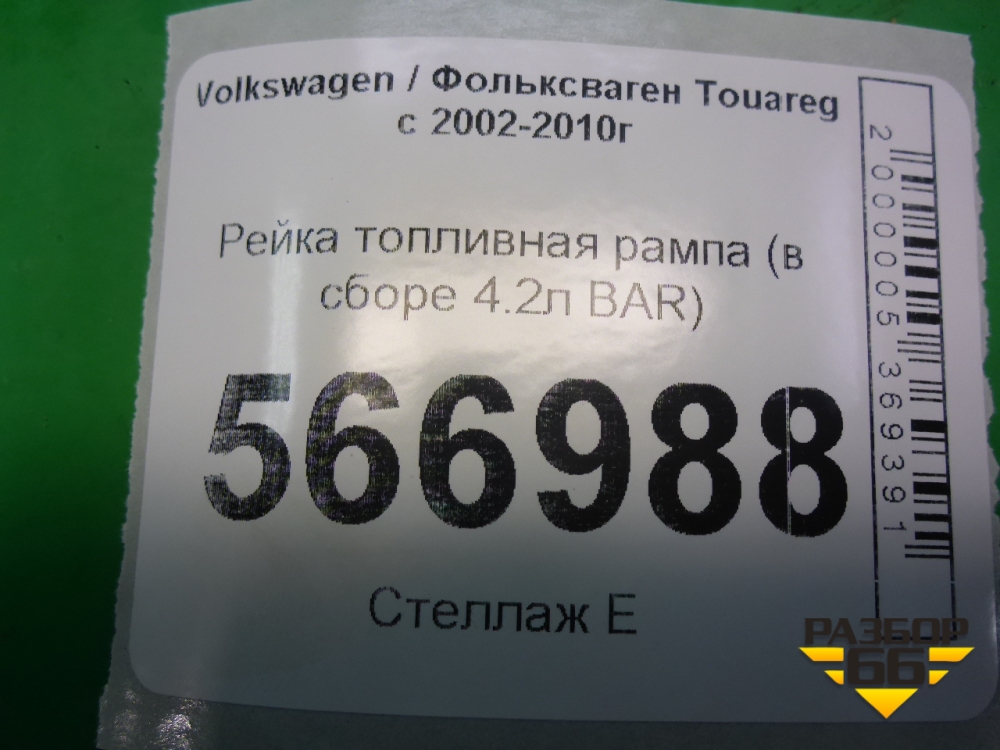 Volkswagen / Фольксваген Touareg
с 2002-2010г
Рейка топливная рампа (в
сборе 4.2л BAR)
566988
Стеллаж Е
2000005369391
РАЗБОР
66